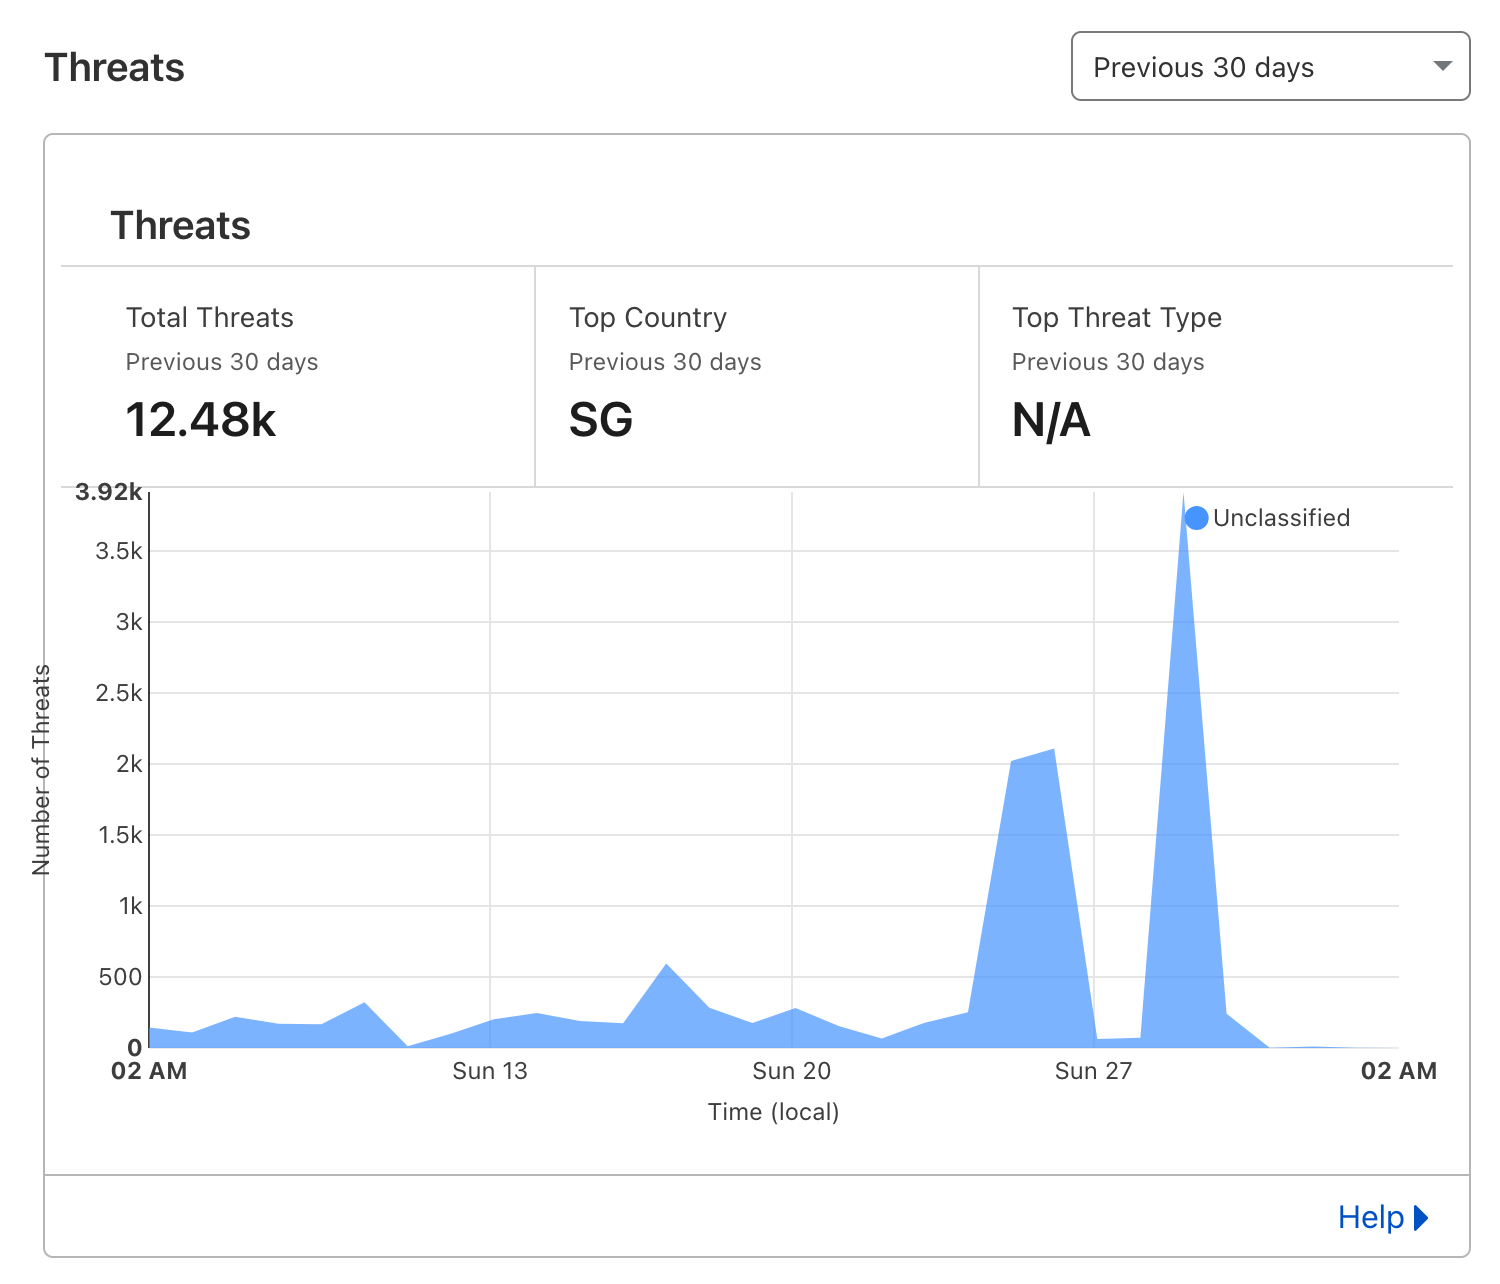 Threats
Previous 30 days
Threats
Total Threats
Previous 30 days
12.48k
Top Country
Previous 30 days
SG
Top Threat Type
Previous 30 days
N/A
3.92k
Unclassified
3.5k
3k
2.5k
2k
1.5k
1k
500
0
Number of Threats
02 AM
Sun 13
Sun 20
Sun 27
02 AM
Time (local)
Help